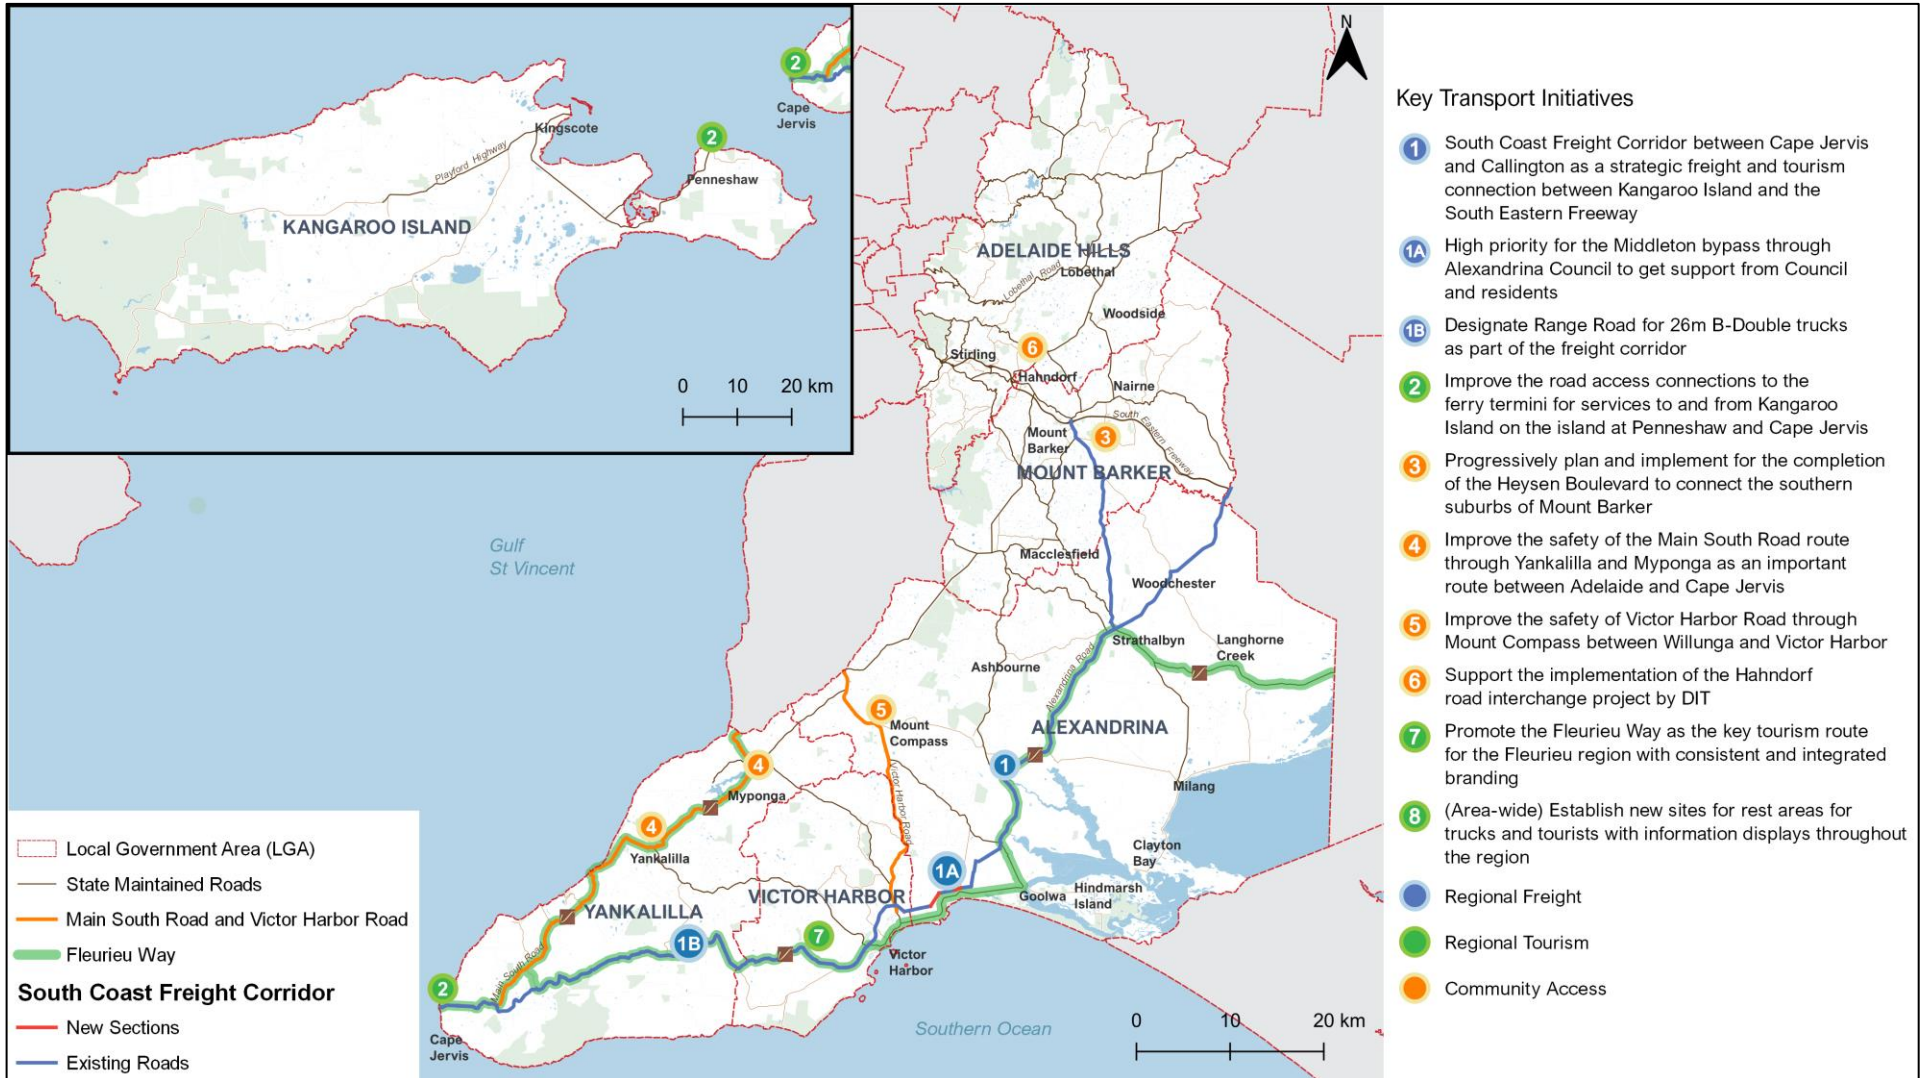 2
Cape
Jervis
Kingscote
2
Playford Highway
Penneshaw
KANGAROO ISLAND
0 10 20 km
N
ADELAIDE HILLS
Lobethal Road
Lobethal
Woodside
6
Stirling
Hahndorf
Nairne
South Eastern Freeway
Mount
Barker
3
MOUNT BARKER
Gulf
St Vincent
Macclesfield
Woodchester
Strathalbyn
Langhorne
Creek
Ashbourne
Alexandrina Road
5
Mount
Compass
ALEXANDRINA
4
1
Myponga
Victor Harbor Road
Milang
4
Yankalilla
Clayton
Bay
1A
VICTOR HARBOR
Goolwa
Hindmarsh
Island
YANKALILLA
1B
7
Victor
Harbor
Main South Road
2
Cape
Jervis
Southern Ocean
0 10 20 km
Local Government Area (LGA)
State Maintained Roads
Main South Road and Victor Harbor Road
Fleurieu Way
South Coast Freight Corridor
New Sections
Existing Roads
Key Transport Initiatives
1 South Coast Freight Corridor between Cape Jervis
and Callington as a strategic freight and tourism
connection between Kangaroo Island and the
South Eastern Freeway
1A High priority for the Middleton bypass through
Alexandrina Council to get support from Council
and residents
1B Designate Range Road for 26m B-Double trucks
as part of the freight corridor
2 Improve the road access connections to the
ferry termini for services to and from Kangaroo
Island on the island at Penneshaw and Cape Jervis
3 Progressively plan and implement for the completion
of the Heysen Boulevard to connect the southern
suburbs of Mount Barker
4 Improve the safety of the Main South Road route
through Yankalilla and Myponga as an important
route between Adelaide and Cape Jervis
5 Improve the safety of Victor Harbor Road through
Mount Compass between Willunga and Victor Harbor
6 Support the implementation of the Hahndorf
road interchange project by DIT
7 Promote the Fleurieu Way as the key tourism route
for the Fleurieu region with consistent and integrated
branding
8 (Area-wide) Establish new sites for rest areas for
trucks and tourists with information displays throughout
the region
Regional Freight
Regional Tourism
Community Access